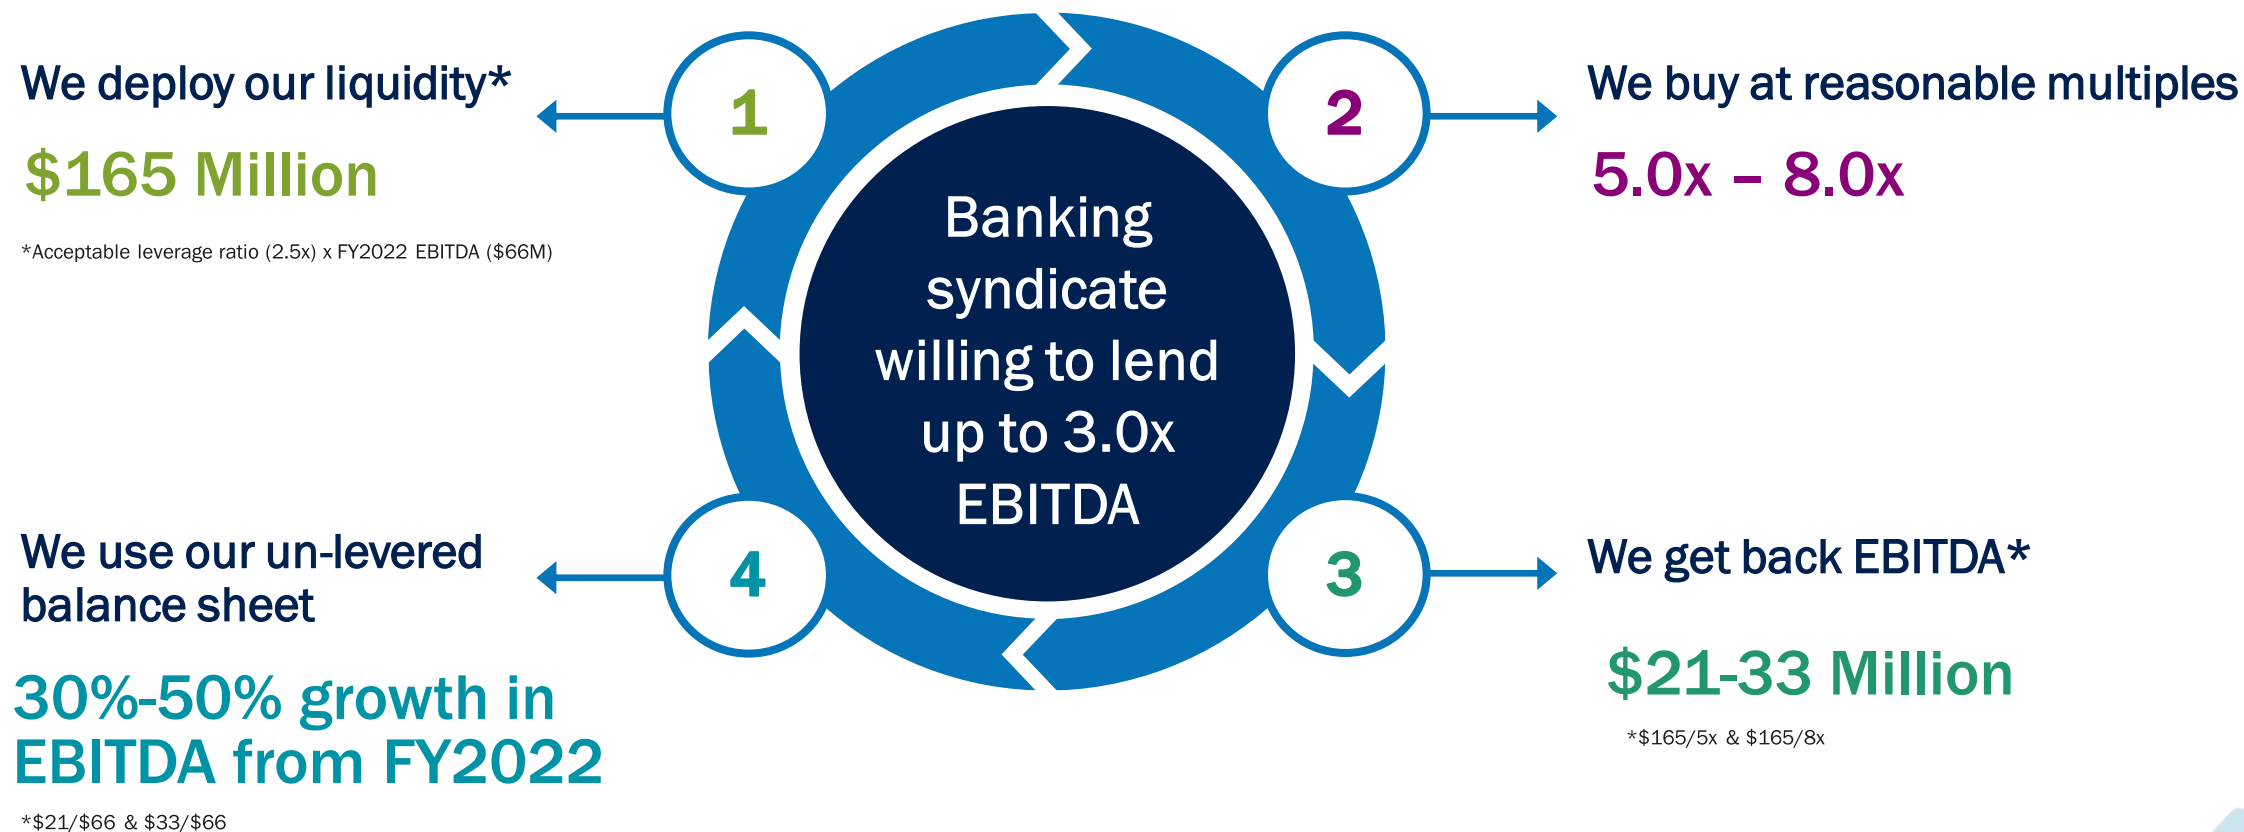 We deploy our liquidity*
$165 Million
*Acceptable leverage ratio (2.5x) x FY2022 EBITDA ($66M)
1
2
We buy at reasonable multiples
5.0x – 8.0x
Banking
syndicate
willing to lend
up to 3.0x
EBITDA
We use our un-levered
balance sheet
30%-50% growth in
EBITDA from FY2022
*$21/$66 & $33/$66
4
3
We get back EBITDA*
$21-33 Million
*$165/5x & $165/8x